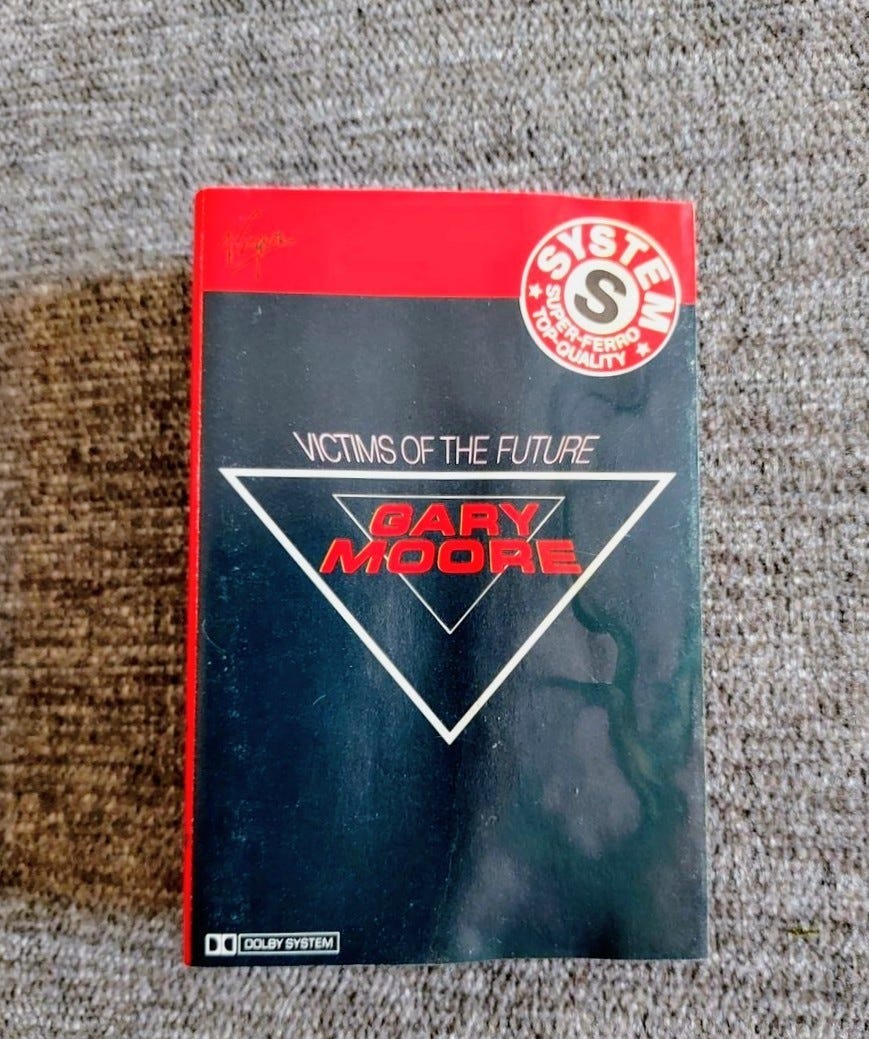 Virgin
SYSTEM
S
SUPER-FERRO
★ TOP-QUALITY ★
VICTIMS OF THE FUTURE
GARY
MOORE
DOLBY SYSTEM